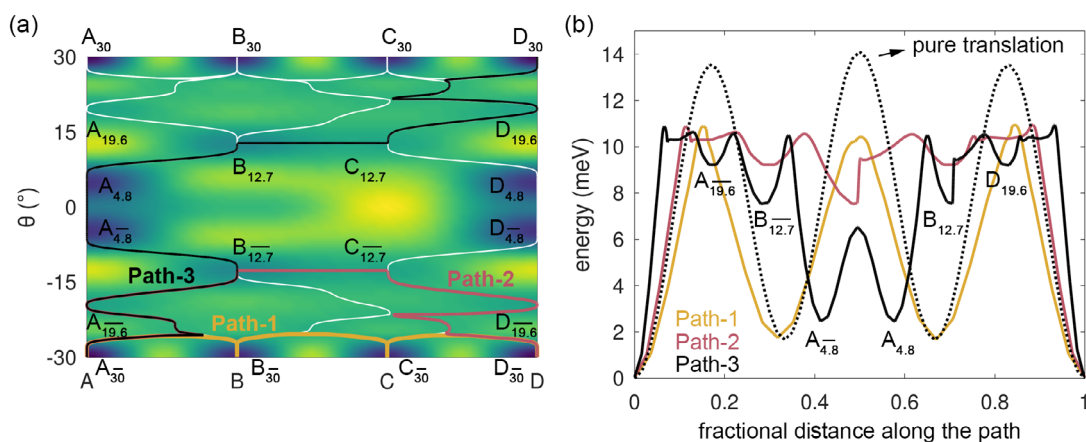 (a)
A30 B30 C30 D30
θ (°)
30
15
0
-15
-30
A19.6 D19.6
B12.7 C12.7
A4.8 D4.8
A4.8̅ D4.8̅
B12.7̅ C12.7̅
Path-3 Path-2
A19.6̅ Path-1 D19.6̅
A30̅ B30̅ C30̅ D30̅
A B C D
(b)
pure translation
energy (meV)
14
12
10
8
6
4
2
0
A19.6̅ D19.6
B12.7̅ B12.7
Path-1
Path-2
Path-3
A4.8̅ A4.8
0 0.2 0.4 0.6 0.8 1
fractional distance along the path